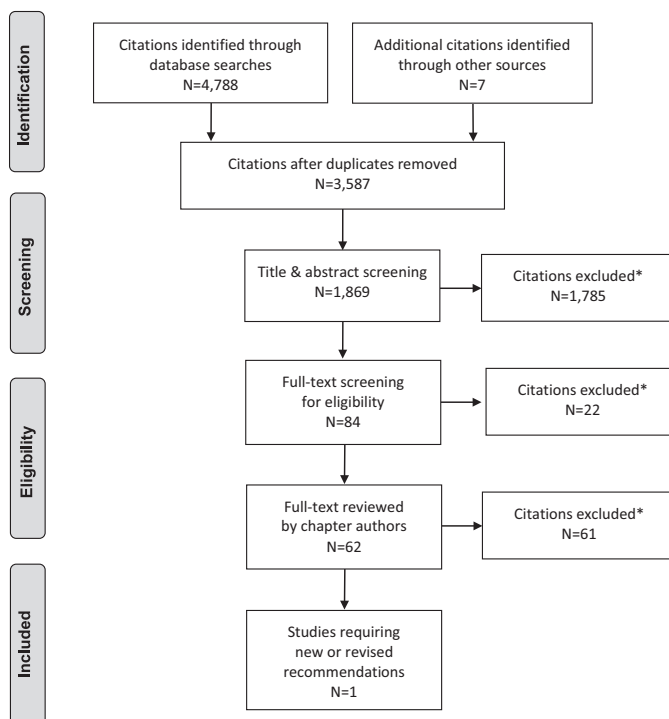 Identification
Citations identified through
database searches
N=4,788
Additional citations identified
through other sources
N=7
Citations after duplicates removed
N=3,587
Screening
Title & abstract screening
N=1,869
Citations excluded*
N=1,785
Eligibility
Full-text screening
for eligibility
N=84
Citations excluded*
N=22
Full-text reviewed
by chapter authors
N=62
Citations excluded*
N=61
Included
Studies requiring
new or revised
recommendations
N=1